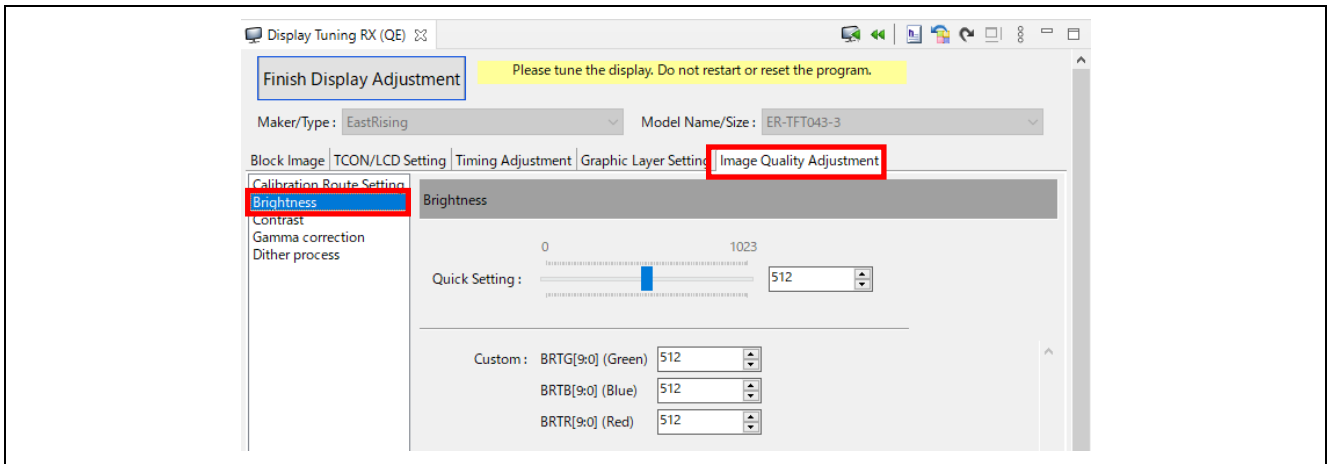 Display Tuning RX (QE)
Finish Display Adjustment
Please tune the display. Do not restart or reset the program.
Maker/Type : EastRising Model Name/Size : ER-TFT043-3
Block Image TCON/LCD Setting Timing Adjustment Graphic Layer Setting Image Quality Adjustment
Calibration Route Setting
Brightness
Contrast
Gamma correction
Dither process
Brightness
0 1023
Quick Setting : 512
Custom : BRTG[9:0] (Green) 512
BRTB[9:0] (Blue) 512
BRTR[9:0] (Red) 512